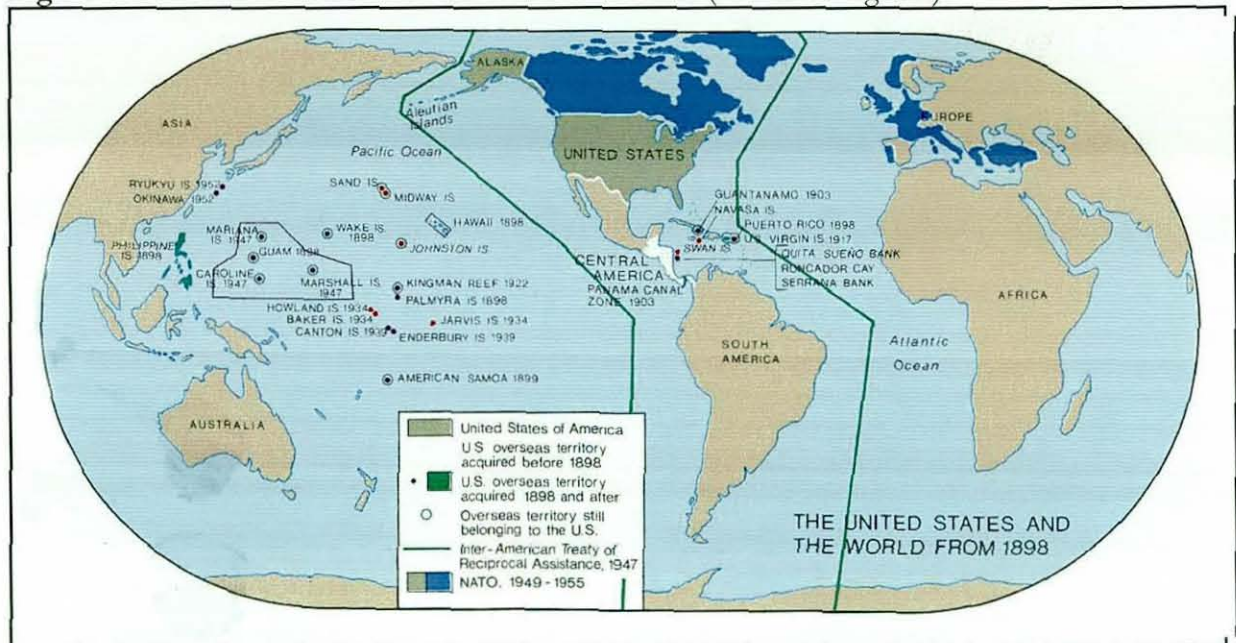 ALASKA
Aleutian
Islands
ASIA
EUROPE
Pacific Ocean
UNITED STATES
RYUKYU IS 1952
OKINAWA 1952
SAND IS
MIDWAY IS
GUANTANAMO 1903
NAVASA IS
HAWAII 1898
PUERTO RICO 1898
U.S. VIRGIN IS 1917
MARIANA
IS 1947
WAKE IS
1898
JOHNSTON IS
SWAN IS
QUITA SUEÑO BANK
RONCADOR CAY
SERRANA BANK
PHILIPPINE
IS 1898
GUAM 1898
CENTRAL
AMERICA
PANAMA CANAL
ZONE 1903
CAROLINE
IS 1947
MARSHALL IS
1947
KINGMAN REEF 1922
PALMYRA IS 1898
AFRICA
HOWLAND IS 1934
BAKER IS 1934
CANTON IS 1939
JARVIS IS 1934
ENDERBURY IS 1939
SOUTH
AMERICA
Atlantic
Ocean
AMERICAN SAMOA 1899
AUSTRALIA
United States of America
U S overseas territory
acquired before 1898
U.S. overseas territory
acquired 1898 and after
Overseas territory still
belonging to the U.S.
Inter-American Treaty of
Reciprocal Assistance, 1947
NATO. 1949-1955
THE UNITED STATES AND
THE WORLD FROM 1898